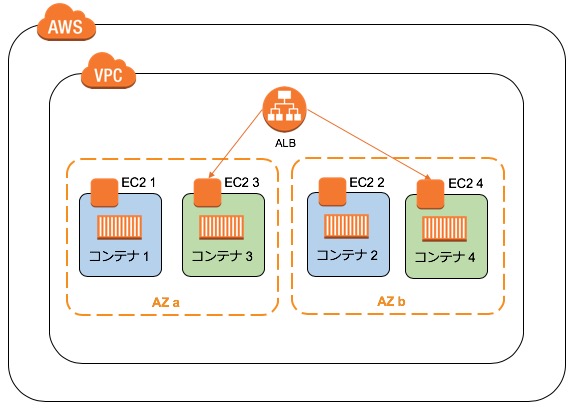 AWS
VPC
ALB
EC2 1
EC2 3
EC2 2
EC2 4
コンテナ 1
コンテナ 3
コンテナ 2
コンテナ 4
AZ a
AZ b